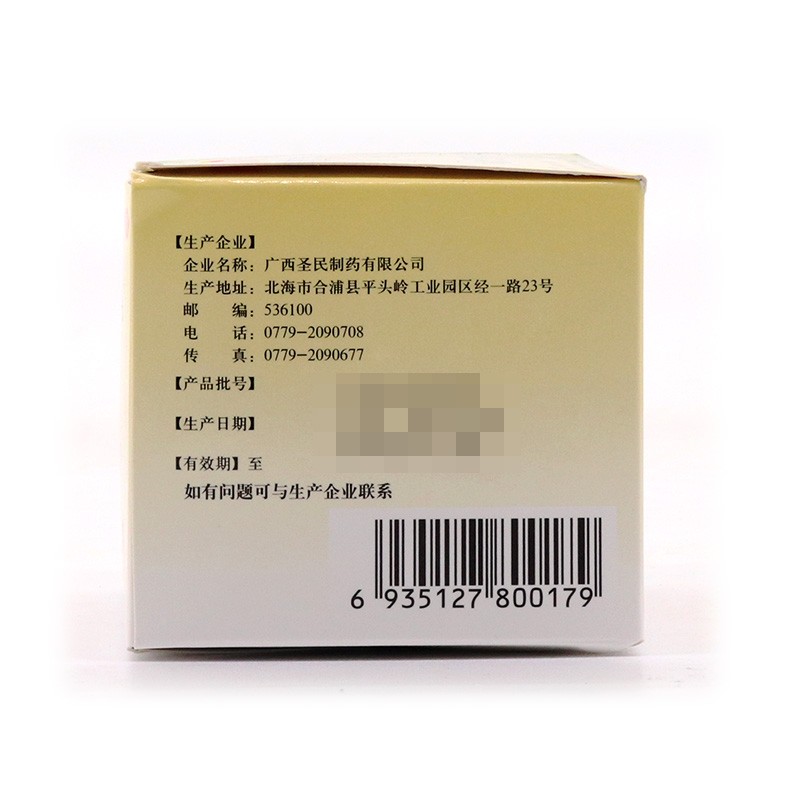 【生产企业】
企业名称：广西圣民制药有限公司
生产地址：北海市合浦县平头岭工业园区经一路23号
邮　　编：536100
电　　话：0779-2090708
传　　真：0779-2090677
【产品批号】
【生产日期】
【有效期】至
如有问题可与生产企业联系
6 935127 800179